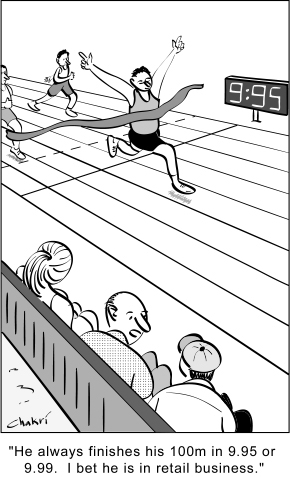 9:95
Chakri
"He always finishes his 100m in 9.95 or
9.99. I bet he is in retail business."